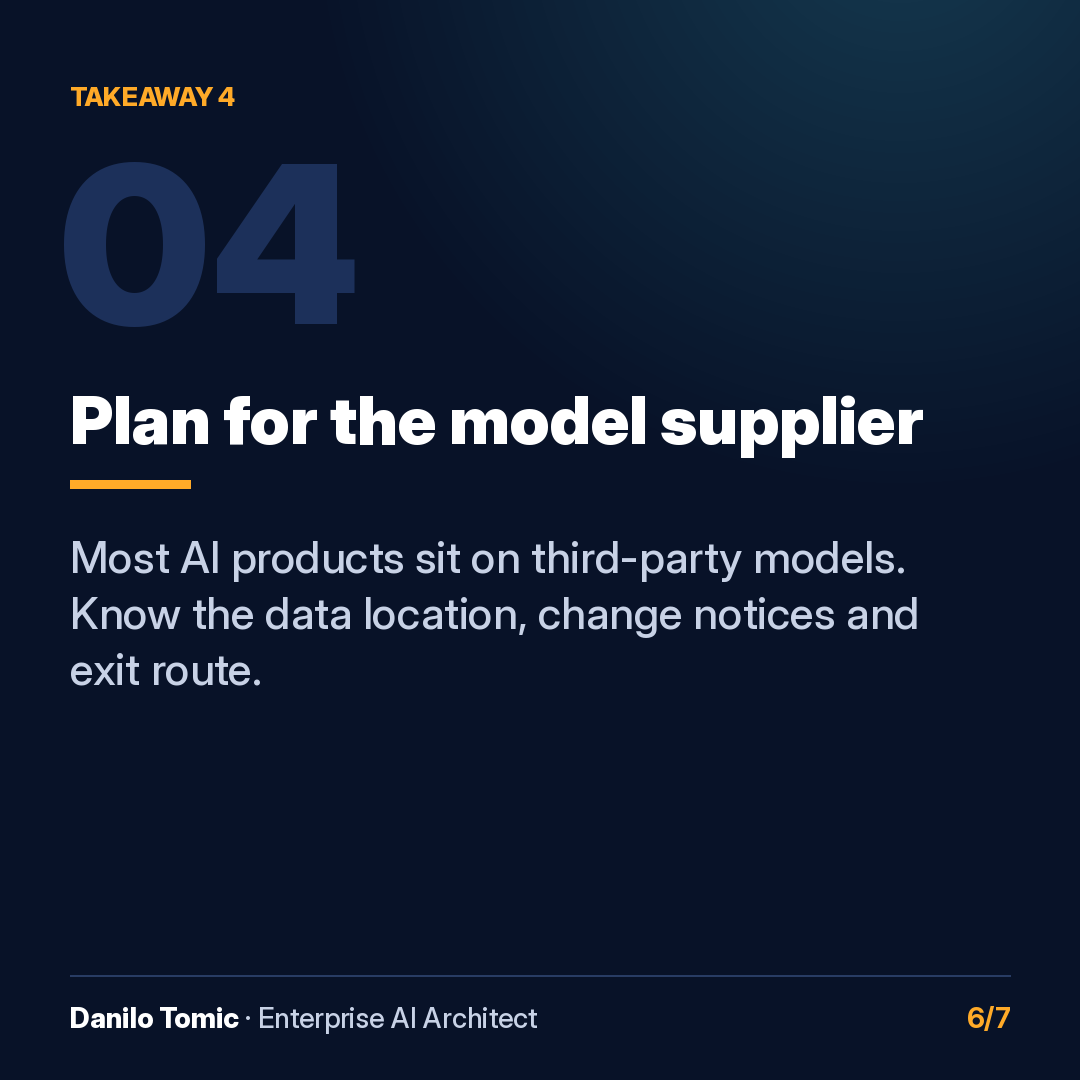 TAKEAWAY 4
04
Plan for the model supplier
Most AI products sit on third-party models.
Know the data location, change notices and
exit route.
Danilo Tomic · Enterprise AI Architect
6/7